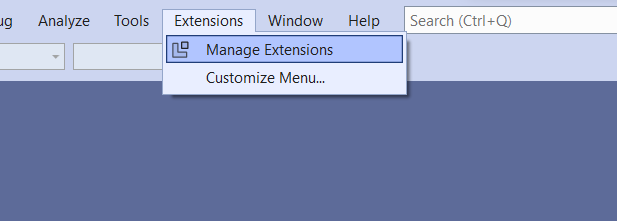 ug Analyze Tools Extensions Window Help Search (Ctrl+Q)
Manage Extensions
Customize Menu...